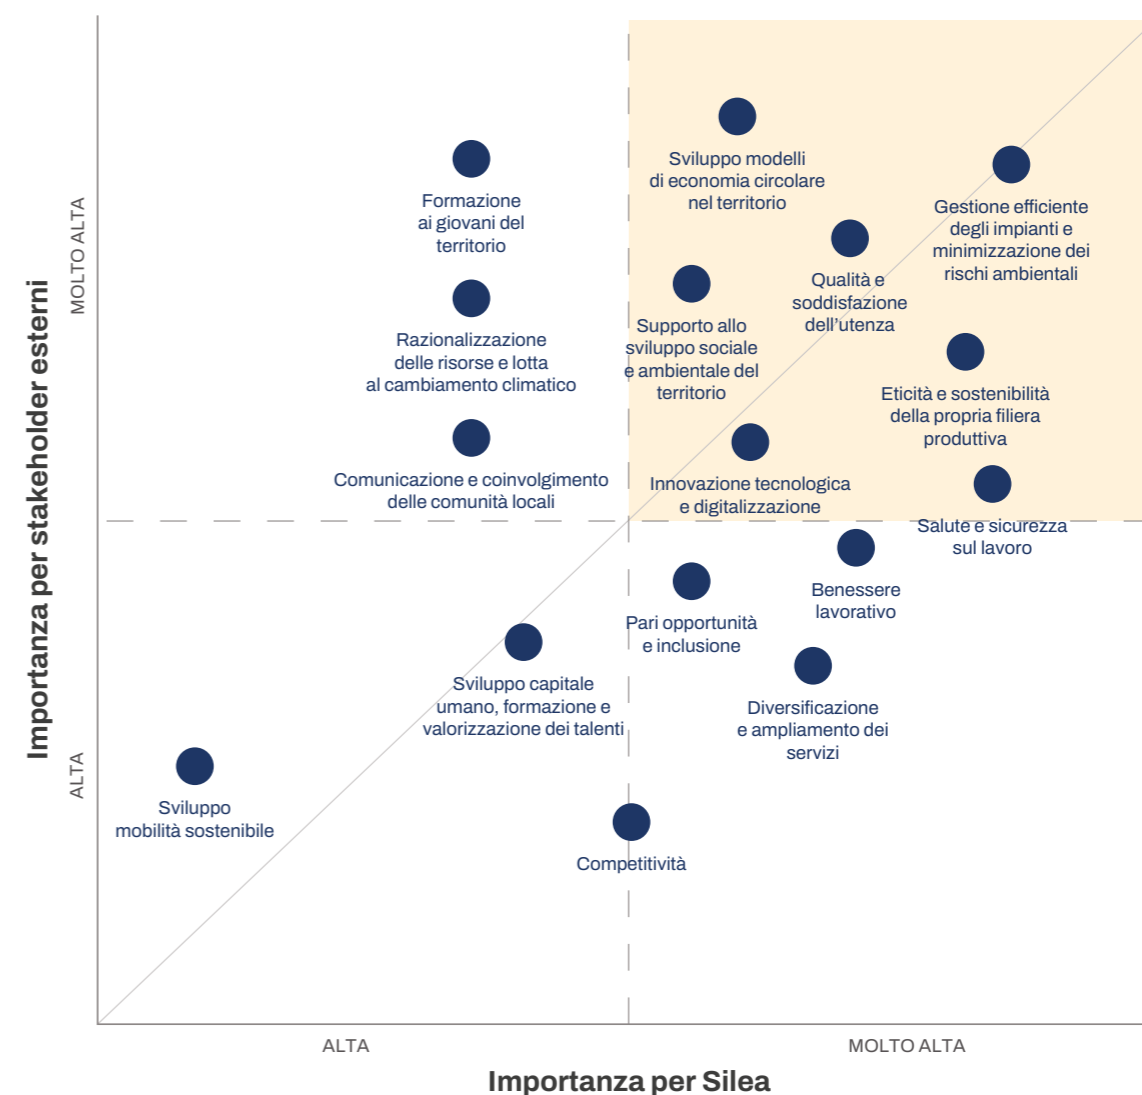 Importanza per stakeholder esterni
MOLTO ALTA
ALTA
Sviluppo modelli
di economia circolare
nel territorio
Formazione
ai giovani del
territorio
Gestione efficiente
degli impianti e
minimizzazione dei
rischi ambientali
Qualità e
soddisfazione
dell’utenza
Supporto allo
sviluppo sociale
e ambientale del
territorio
Razionalizzazione
delle risorse e lotta
al cambiamento climatico
Eticità e sostenibilità
della propria filiera
produttiva
Comunicazione e coinvolgimento
delle comunità locali
Innovazione tecnologica
e digitalizzazione
Salute e sicurezza
sul lavoro
Benessere
lavorativo
Pari opportunità
e inclusione
Sviluppo capitale
umano, formazione e
valorizzazione dei talenti
Diversificazione
e ampliamento dei
servizi
Sviluppo
mobilità sostenibile
Competitività
ALTA
MOLTO ALTA
Importanza per Silea